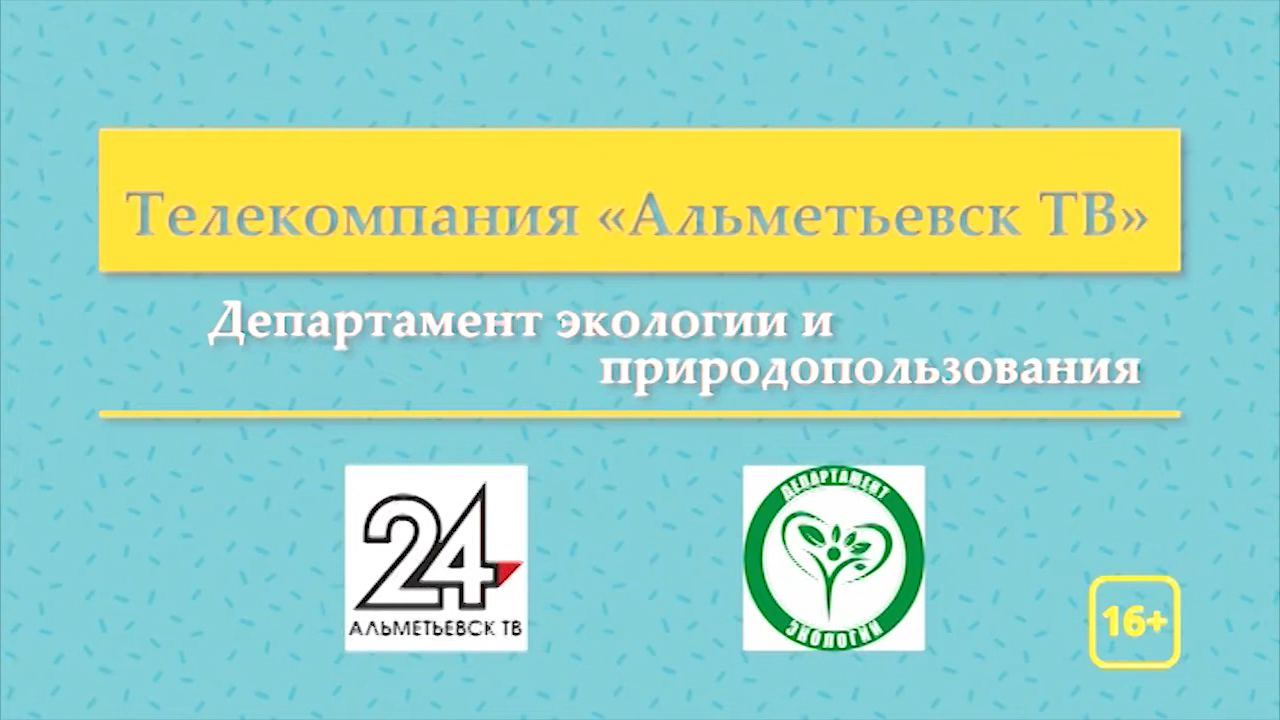 Телекомпания «Альметьевск ТВ»
Департамент экологии и
природопользования
24
АЛЬМЕТЬЕВСК ТВ
ДЕПАРТАМЕНТ
ЭКОЛОГИИ
16+